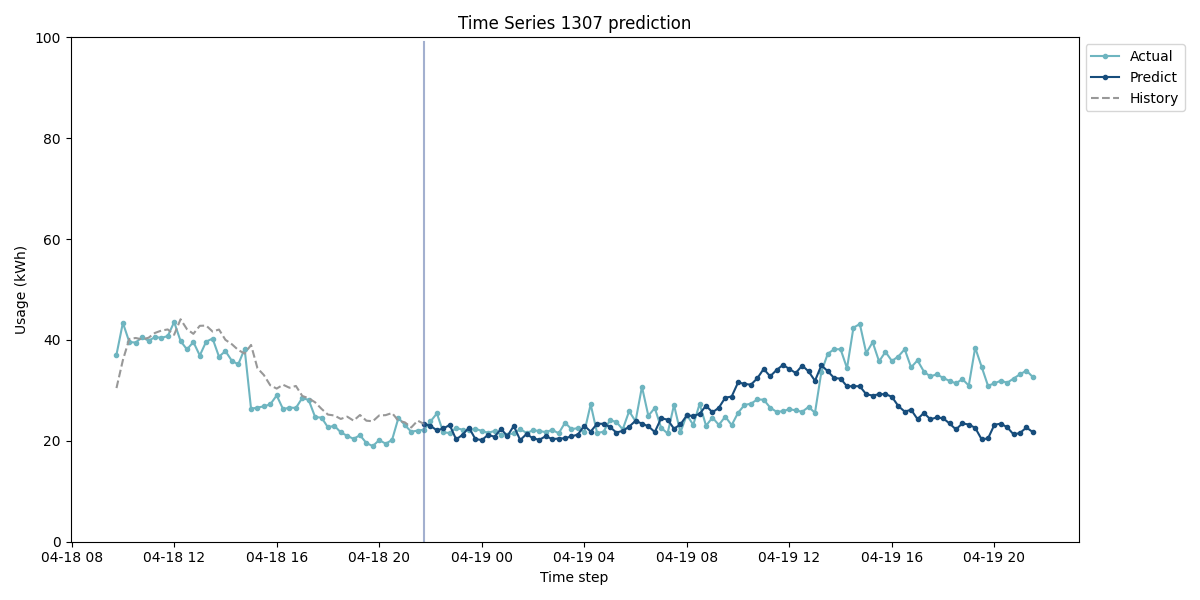 Time Series 1307 prediction
100
80
60
40
20
0
Usage (kWh)
04-18 08
04-18 12
04-18 16
04-18 20
04-19 00
04-19 04
04-19 08
04-19 12
04-19 16
04-19 20
Time step
Actual
Predict
History